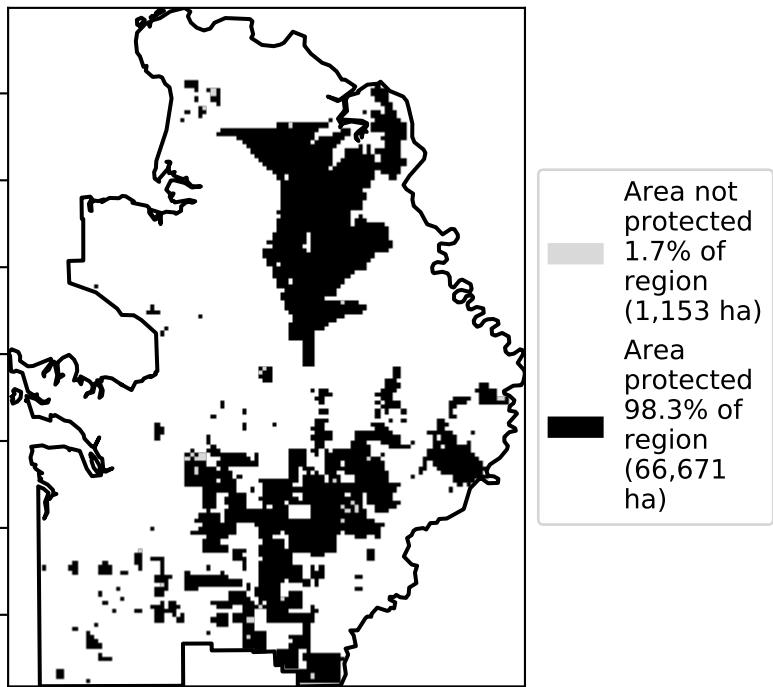 Area not
protected
1.7% of
region
(1,153 ha)
Area
protected
98.3% of
region
(66,671
ha)